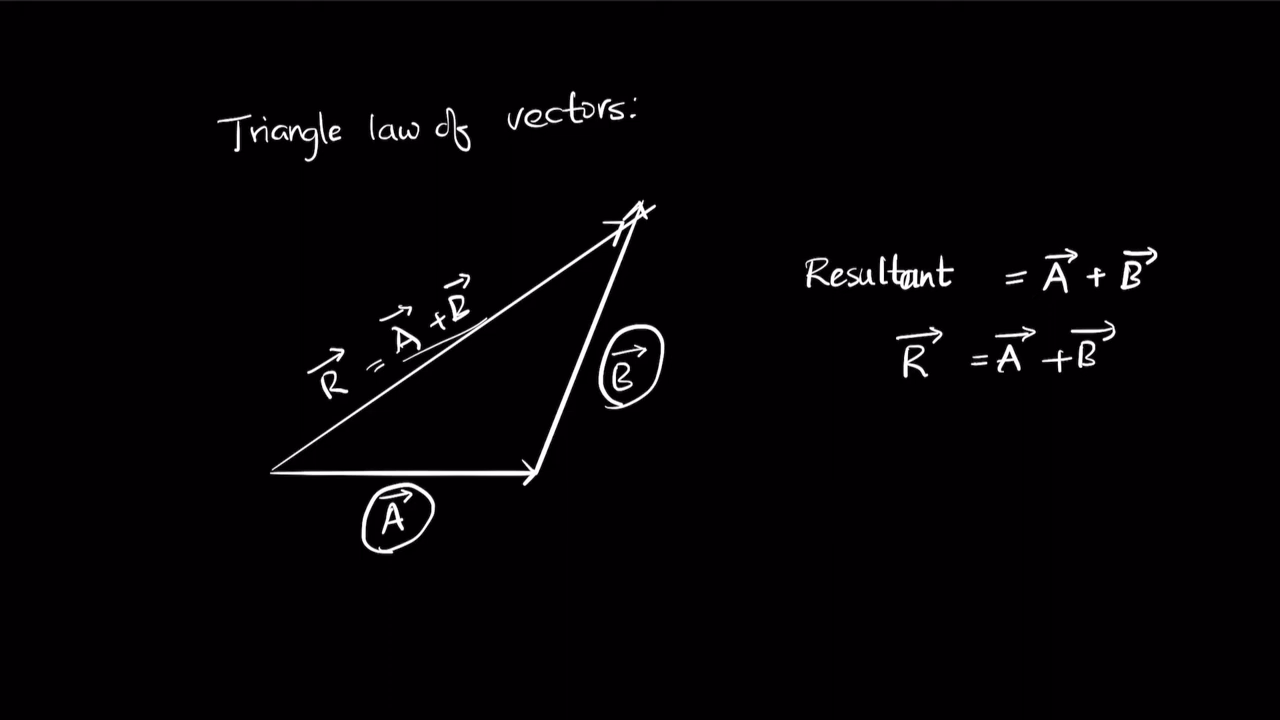 Triangle law of vectors:
Resultant = A⃗ + B⃗
R⃗ = A⃗ + B⃗
R⃗ = A⃗ + B⃗
B⃗
A⃗